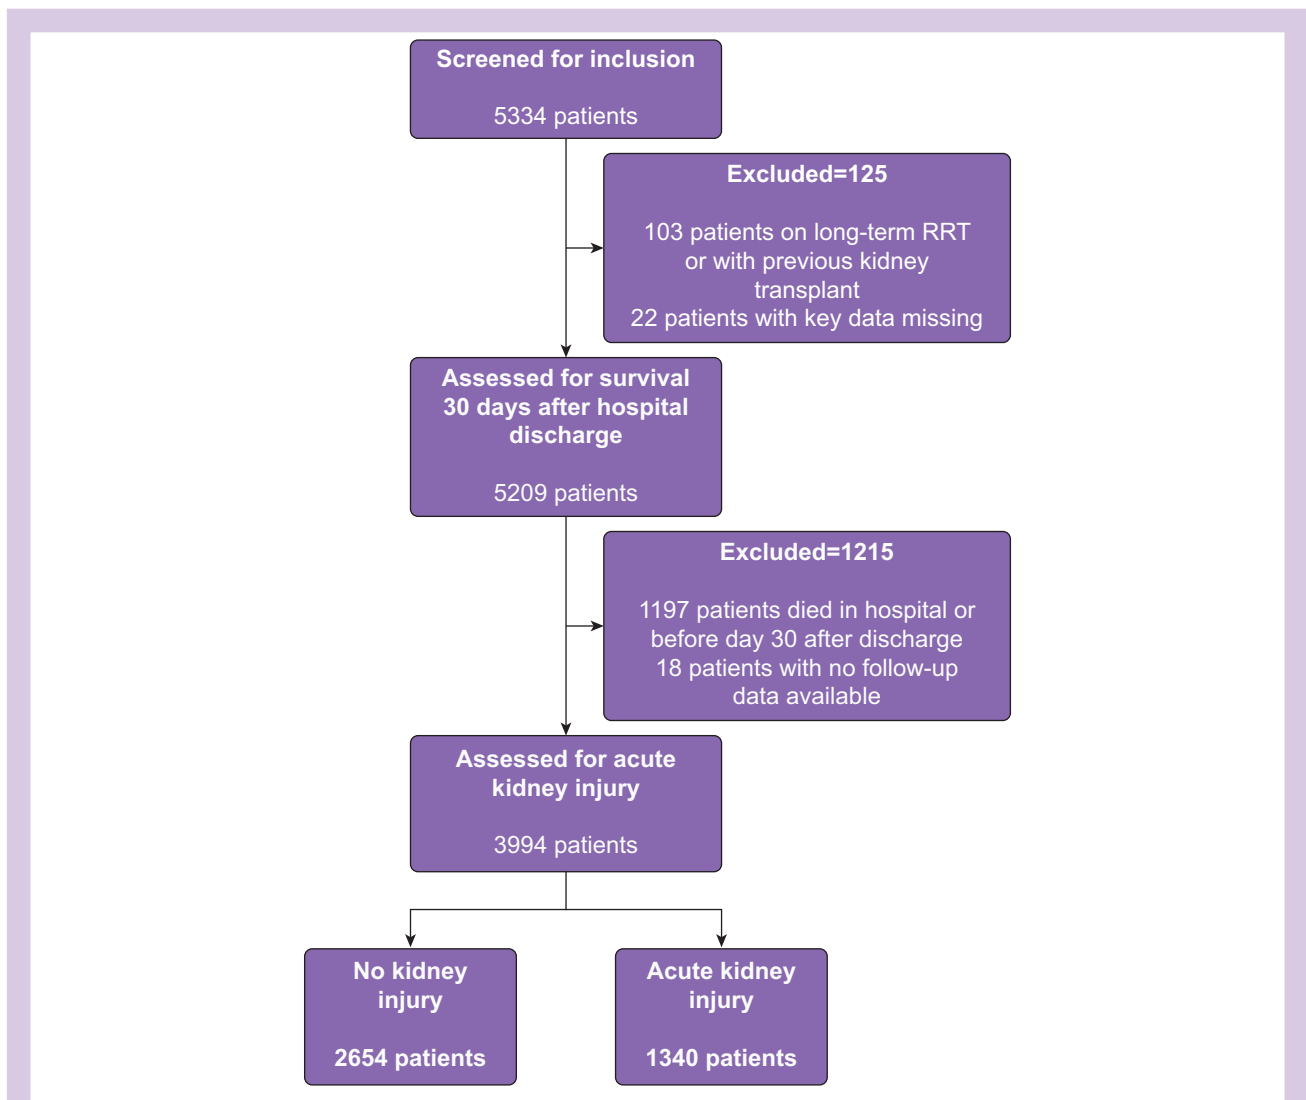 Screened for inclusion
5334 patients
Excluded=125
103 patients on long-term RRT
or with previous kidney
transplant
22 patients with key data missing
Assessed for survival
30 days after hospital
discharge
5209 patients
Excluded=1215
1197 patients died in hospital or
before day 30 after discharge
18 patients with no follow-up
data available
Assessed for acute
kidney injury
3994 patients
No kidney
injury
2654 patients
Acute kidney
injury
1340 patients